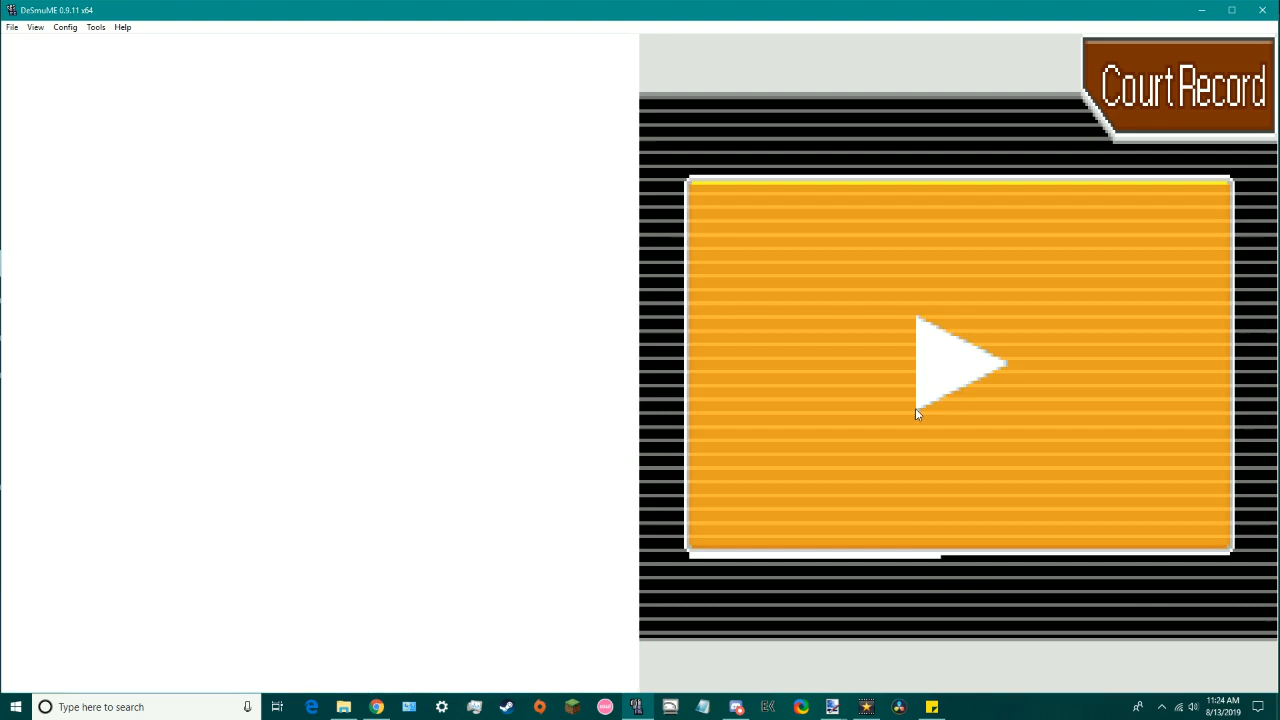 DeSmuME 0.9.11 x64
File View Config Tools Help
Court Record
Type here to search
11:24 AM
8/13/2019